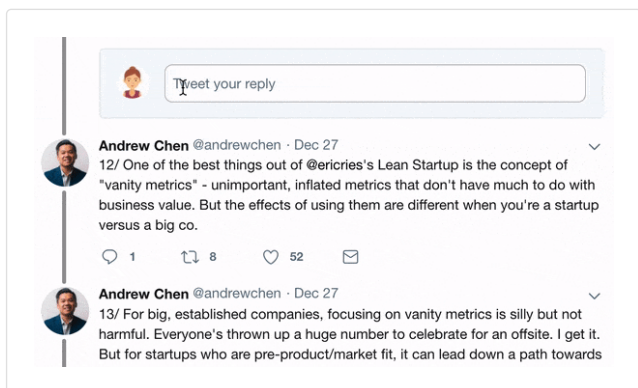 Tweet your reply
Andrew Chen @andrewchen · Dec 27
12/ One of the best things out of @ericries's Lean Startup is the concept of
"vanity metrics" - unimportant, inflated metrics that don't have much to do with
business value. But the effects of using them are different when you're a startup
versus a big co.
1 8 52
Andrew Chen @andrewchen · Dec 27
13/ For big, established companies, focusing on vanity metrics is silly but not
harmful. Everyone's thrown up a huge number to celebrate for an offsite. I get it.
But for startups who are pre-product/market fit, it can lead down a path towards